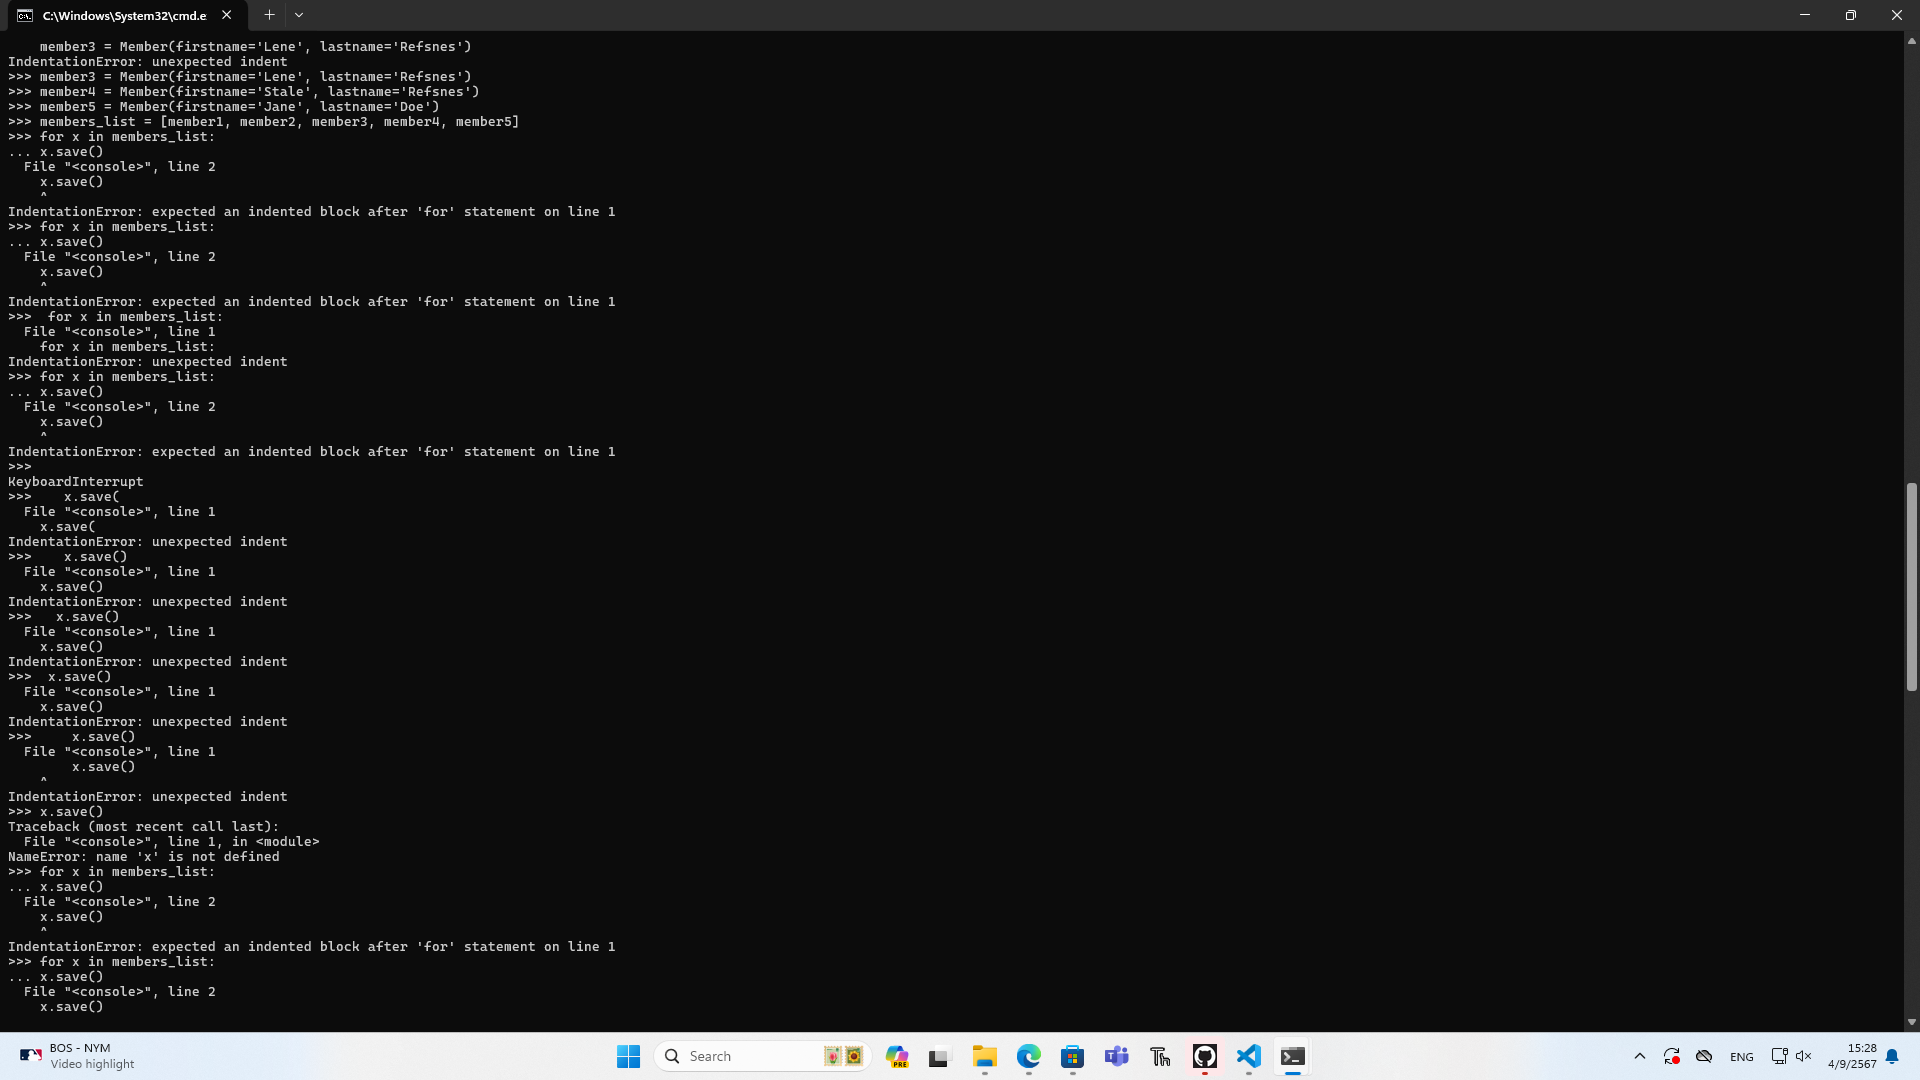 C:\Windows\System32\cmd.e
    member3 = Member(firstname='Lene', lastname='Refsnes')
IndentationError: unexpected indent
>>> member3 = Member(firstname='Lene', lastname='Refsnes')
>>> member4 = Member(firstname='Stale', lastname='Refsnes')
>>> member5 = Member(firstname='Jane', lastname='Doe')
>>> members_list = [member1, member2, member3, member4, member5]
>>> for x in members_list:
... x.save()
  File "<console>", line 2
    x.save()
    ^
IndentationError: expected an indented block after 'for' statement on line 1
>>> for x in members_list:
... x.save()
  File "<console>", line 2
    x.save()
    ^
IndentationError: expected an indented block after 'for' statement on line 1
>>>  for x in members_list:
  File "<console>", line 1
    for x in members_list:
IndentationError: unexpected indent
>>> for x in members_list:
... x.save()
  File "<console>", line 2
    x.save()
    ^
IndentationError: expected an indented block after 'for' statement on line 1
>>>
KeyboardInterrupt
>>>    x.save(
  File "<console>", line 1
    x.save(
IndentationError: unexpected indent
>>>    x.save()
  File "<console>", line 1
    x.save()
IndentationError: unexpected indent
>>>   x.save()
  File "<console>", line 1
    x.save()
IndentationError: unexpected indent
>>>  x.save()
  File "<console>", line 1
    x.save()
IndentationError: unexpected indent
>>>     x.save()
  File "<console>", line 1
        x.save()
    ^
IndentationError: unexpected indent
>>> x.save()
Traceback (most recent call last):
  File "<console>", line 1, in <module>
NameError: name 'x' is not defined
>>> for x in members_list:
... x.save()
  File "<console>", line 2
    x.save()
    ^
IndentationError: expected an indented block after 'for' statement on line 1
>>> for x in members_list:
... x.save()
  File "<console>", line 2
    x.save()
BOS - NYM
Video highlight
Search
PRE
ENG
15:28
4/9/2567